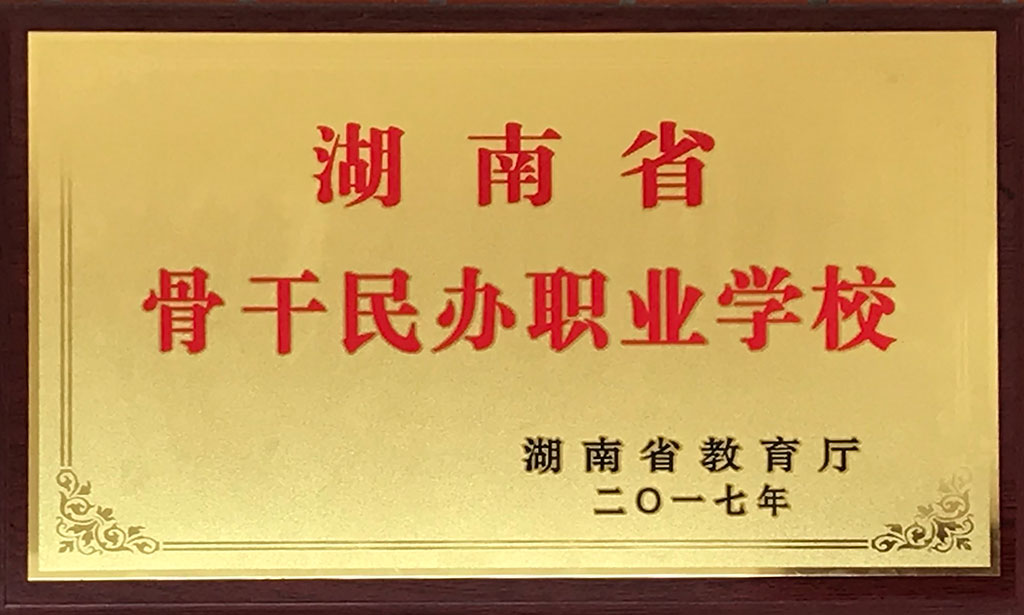 湖南省
骨干民办职业学校
湖南省教育厅
二〇一七年